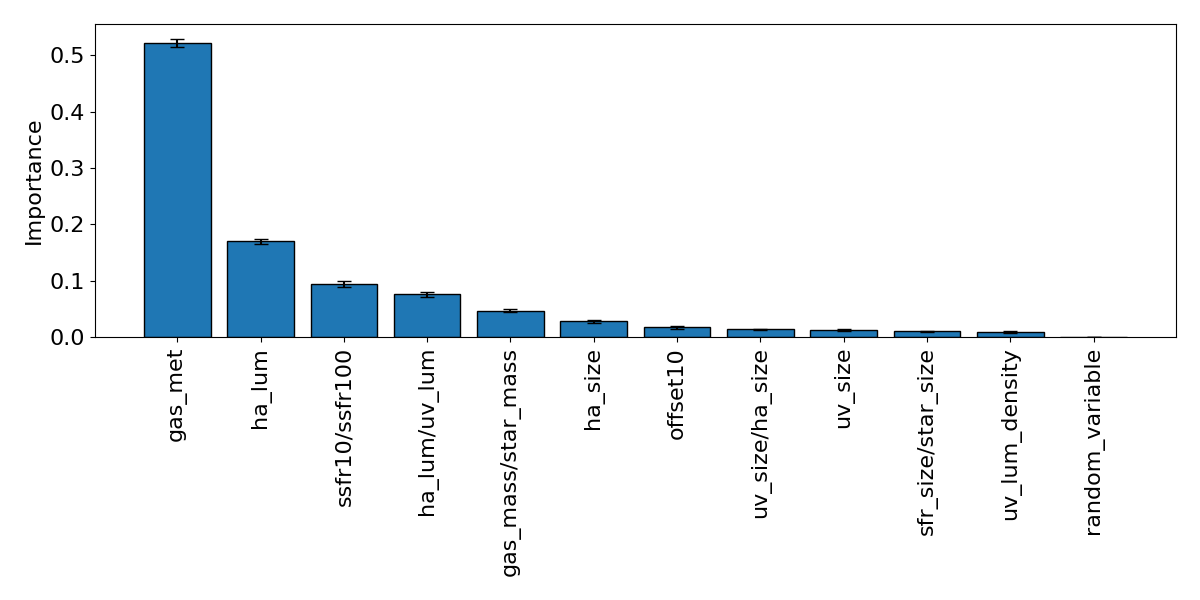 0.5
0.4
0.3
0.2
0.1
0.0
Importance
gas_met
ha_lum
ssfr10/ssfr100
ha_lum/uv_lum
gas_mass/star_mass
ha_size
offset10
uv_size/ha_size
uv_size
sfr_size/star_size
uv_lum_density
random_variable